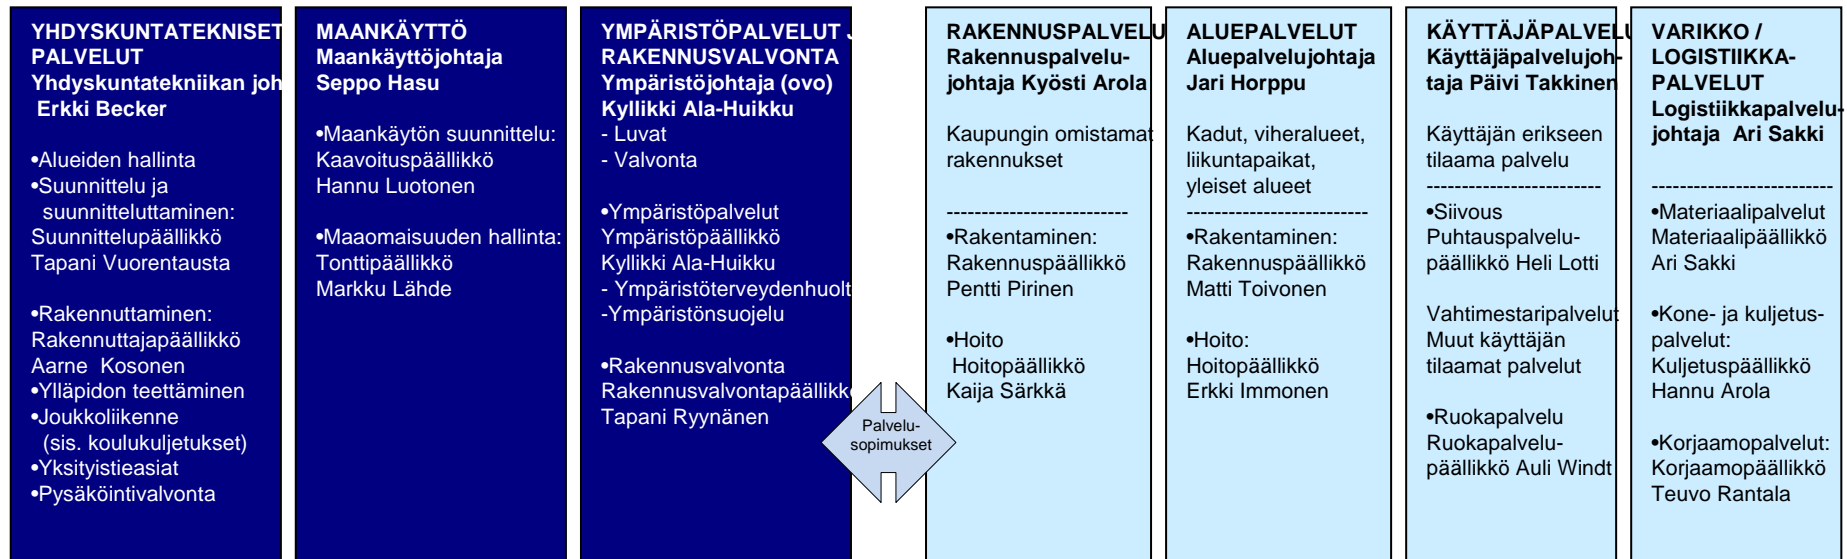 YHDYSKUNTATEKNISET
PALVELUT
Yhdyskuntatekniikan joh
Erkki Becker
•Alueiden hallinta
•Suunnittelu ja
suunnitteluttaminen:
Suunnittelupäällikkö
Tapani Vuorentausta
•Rakennuttaminen:
Rakennuttajapäällikkö
Aarne Kosonen
•Ylläpidon teettäminen
•Joukkoliikenne
(sis. koulukuljetukset)
•Yksityistieasiat
•Pysäköintivalvonta
MAANKÄYTTÖ
Maankäyttöjohtaja
Seppo Hasu
•Maankäytön suunnittelu:
Kaavoituspäällikkö
Hannu Luotonen
•Maaomaisuuden hallinta:
Tonttipäällikkö
Markku Lähde
YMPÄRISTÖPALVELUT J
RAKENNUSVALVONTA
Ympäristöjohtaja (ovo)
Kyllikki Ala-Huikku
- Luvat
- Valvonta
•Ympäristöpalvelut
Ympäristöpäällikkö
Kyllikki Ala-Huikku
- Ympäristöterveydenhuolt
-Ympäristönsuojelu
•Rakennusvalvonta
Rakennusvalvontapäällikkö
Tapani Ryynänen
Palvelu-
sopimukset
RAKENNUSPALVELU
Rakennuspalvelu-
johtaja Kyösti Arola
Kaupungin omistamat
rakennukset
--------------------------
•Rakentaminen:
Rakennuspäällikkö
Pentti Pirinen
•Hoito
Hoitopäällikkö
Kaija Särkkä
ALUEPALVELUT
Aluepalvelujohtaja
Jari Horppu
Kadut, viheralueet,
liikuntapaikat,
yleiset alueet
--------------------------
•Rakentaminen:
Rakennuspäällikkö
Matti Toivonen
•Hoito:
Hoitopäällikkö
Erkki Immonen
KÄYTTÄJÄPALVELU
Käyttäjäpalvelujoh-
taja Päivi Takkinen
Käyttäjän erikseen
tilaama palvelu
-------------------------
•Siivous
Puhtauspalvelu-
päällikkö Heli Lotti
Vahtimestaripalvelut
Muut käyttäjän
tilaamat palvelut
•Ruokapalvelu
Ruokapalvelu-
päällikkö Auli Windt
VARIKKO /
LOGISTIIKKA-
PALVELUT
Logistiikkapalvelu-
johtaja Ari Sakki
--------------------------
•Materiaalipalvelut
Materiaalipäällikkö
Ari Sakki
•Kone- ja kuljetus-
palvelut:
Kuljetuspäällikkö
Hannu Arola
•Korjaamopalvelut:
Korjaamopäällikkö
Teuvo Rantala